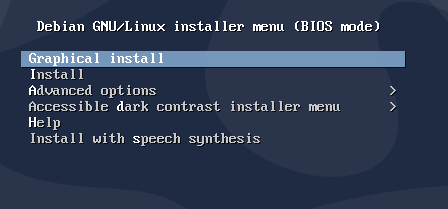 Debian GNU/Linux installer menu (BIOS mode)
Graphical install
Install
Advanced options >
Accessible dark contrast installer menu >
Help
Install with speech synthesis